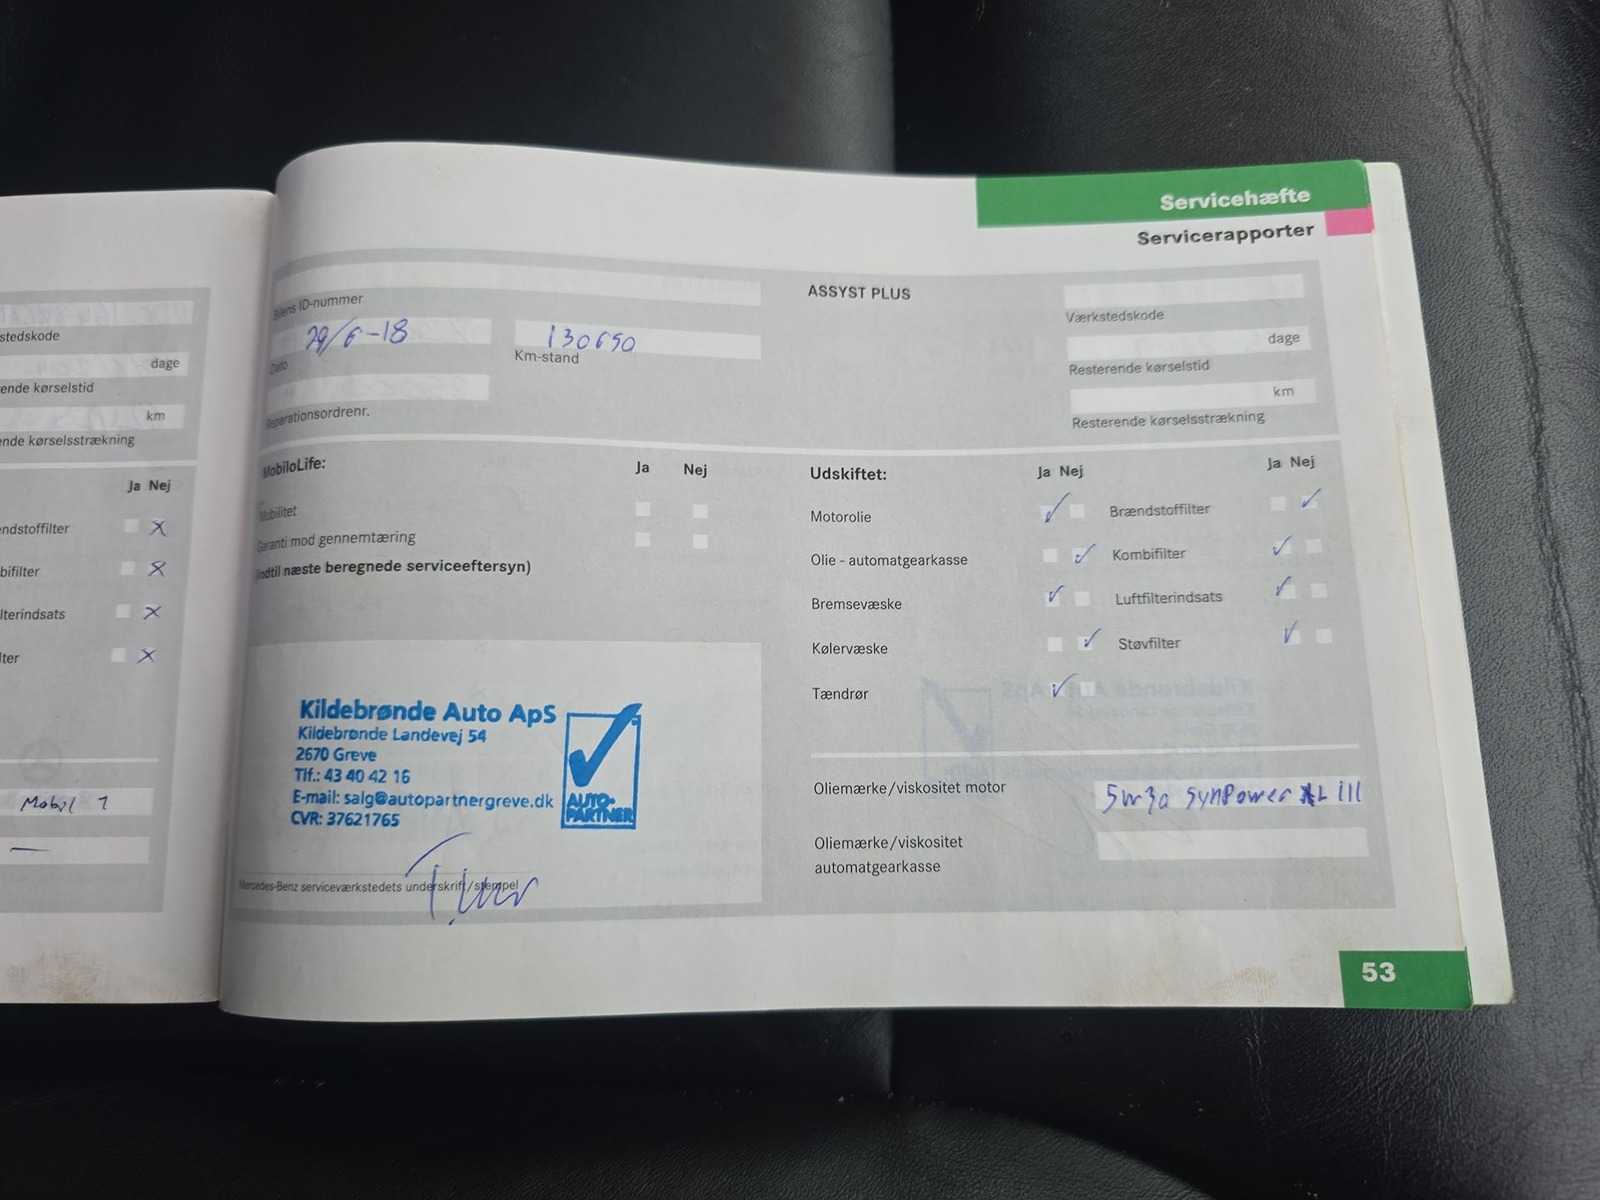 Servicehæfte
Servicerapporter
stedskode
dage
ende kørselstid
km
ende kørselsstrækning
Ja Nej
endstoffilter
bifilter
lterindsats
lter
Mobil 1
Bilens ID-nummer
29/6-18
Dato
130650
Km-stand
Reparationsordrenr.
ASSYST PLUS
Værkstedskode
dage
Resterende kørselstid
km
Resterende kørselsstrækning
MobiloLife:
Ja Nej
Mobilitet
Garanti mod gennemtæring
(indtil næste beregnede serviceeftersyn)
Udskiftet:
Ja Nej
Ja Nej
Motorolie
Brændstoffilter
Olie - automatgearkasse
Kombifilter
Bremsevæske
Luftfilterindsats
Kølervæske
Støvfilter
Tændrør
Kildebrønde Auto ApS
Kildebrønde Landevej 54
2670 Greve
Tlf.: 43 40 42 16
E-mail: salg@autopartnergreve.dk
CVR: 37621765
AUTO-
PARTNER
Mercedes-Benz serviceværkstedets underskrift/stempel
Oliemærke/viskositet motor
5w30 SynPower XL III
Oliemærke/viskositet
automatgearkasse
53